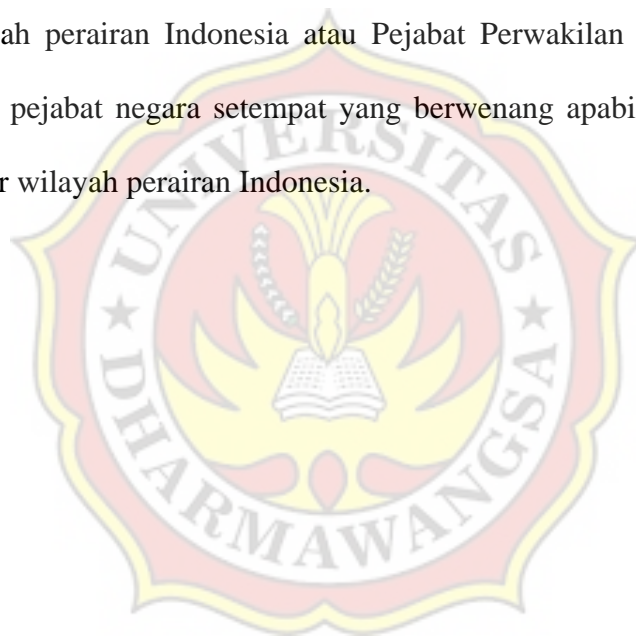 ah perairan Indonesia atau Pejabat Perwakilan
pejabat negara setempat yang berwenang apabi
r wilayah perairan Indonesia.
UNIVERSITAS
★ DHARMAWANGSA ★